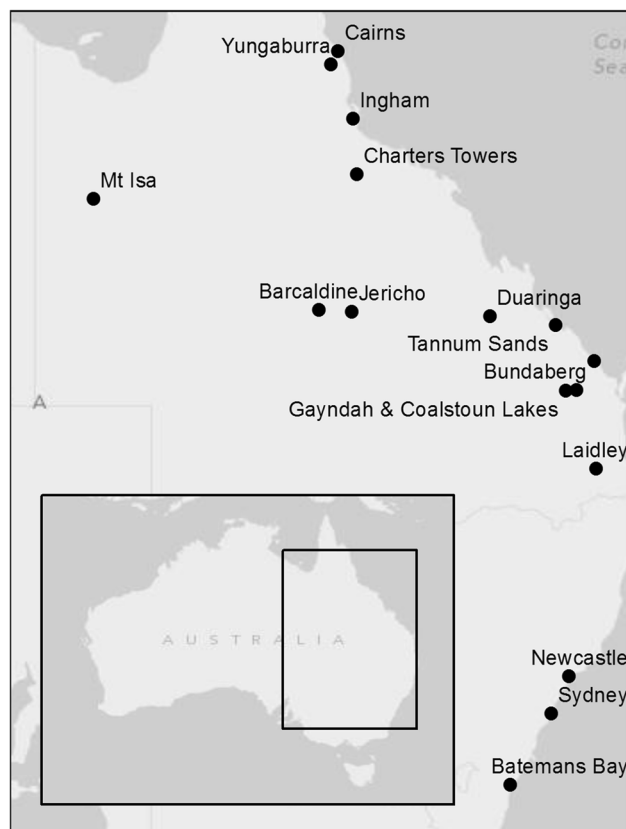 Cairns
Yungaburra
Ingham
Charters Towers
Mt Isa
Barcaldine
Jericho
Duaringa
Tannum Sands
Bundaberg
A
Gayndah & Coalstoun Lakes
Laidley
AUSTRALIA
Newcastle
Sydney
Batemans Bay